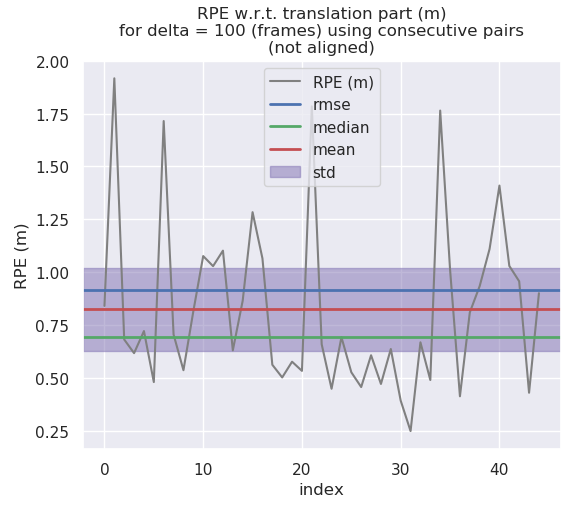 RPE w.r.t. translation part (m)
for delta = 100 (frames) using consecutive pairs
(not aligned)
RPE (m)
rmse
median
mean
std
RPE (m)
2.00
1.75
1.50
1.25
1.00
0.75
0.50
0.25
0 10 20 30 40
index